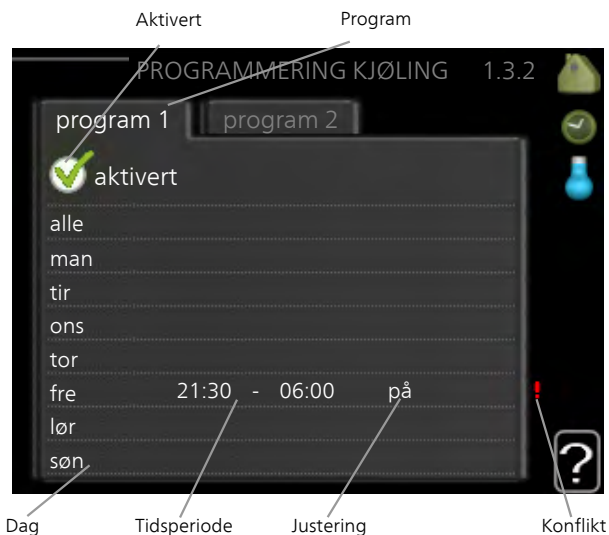 Aktivert Program
PROGRAMMERING KJØLING 1.3.2
program 1 program 2
aktivert
alle
man
tir
ons
tor
fre 21:30 - 06:00 på !
lør
søn
?
Dag Tidsperiode Justering Konflikt